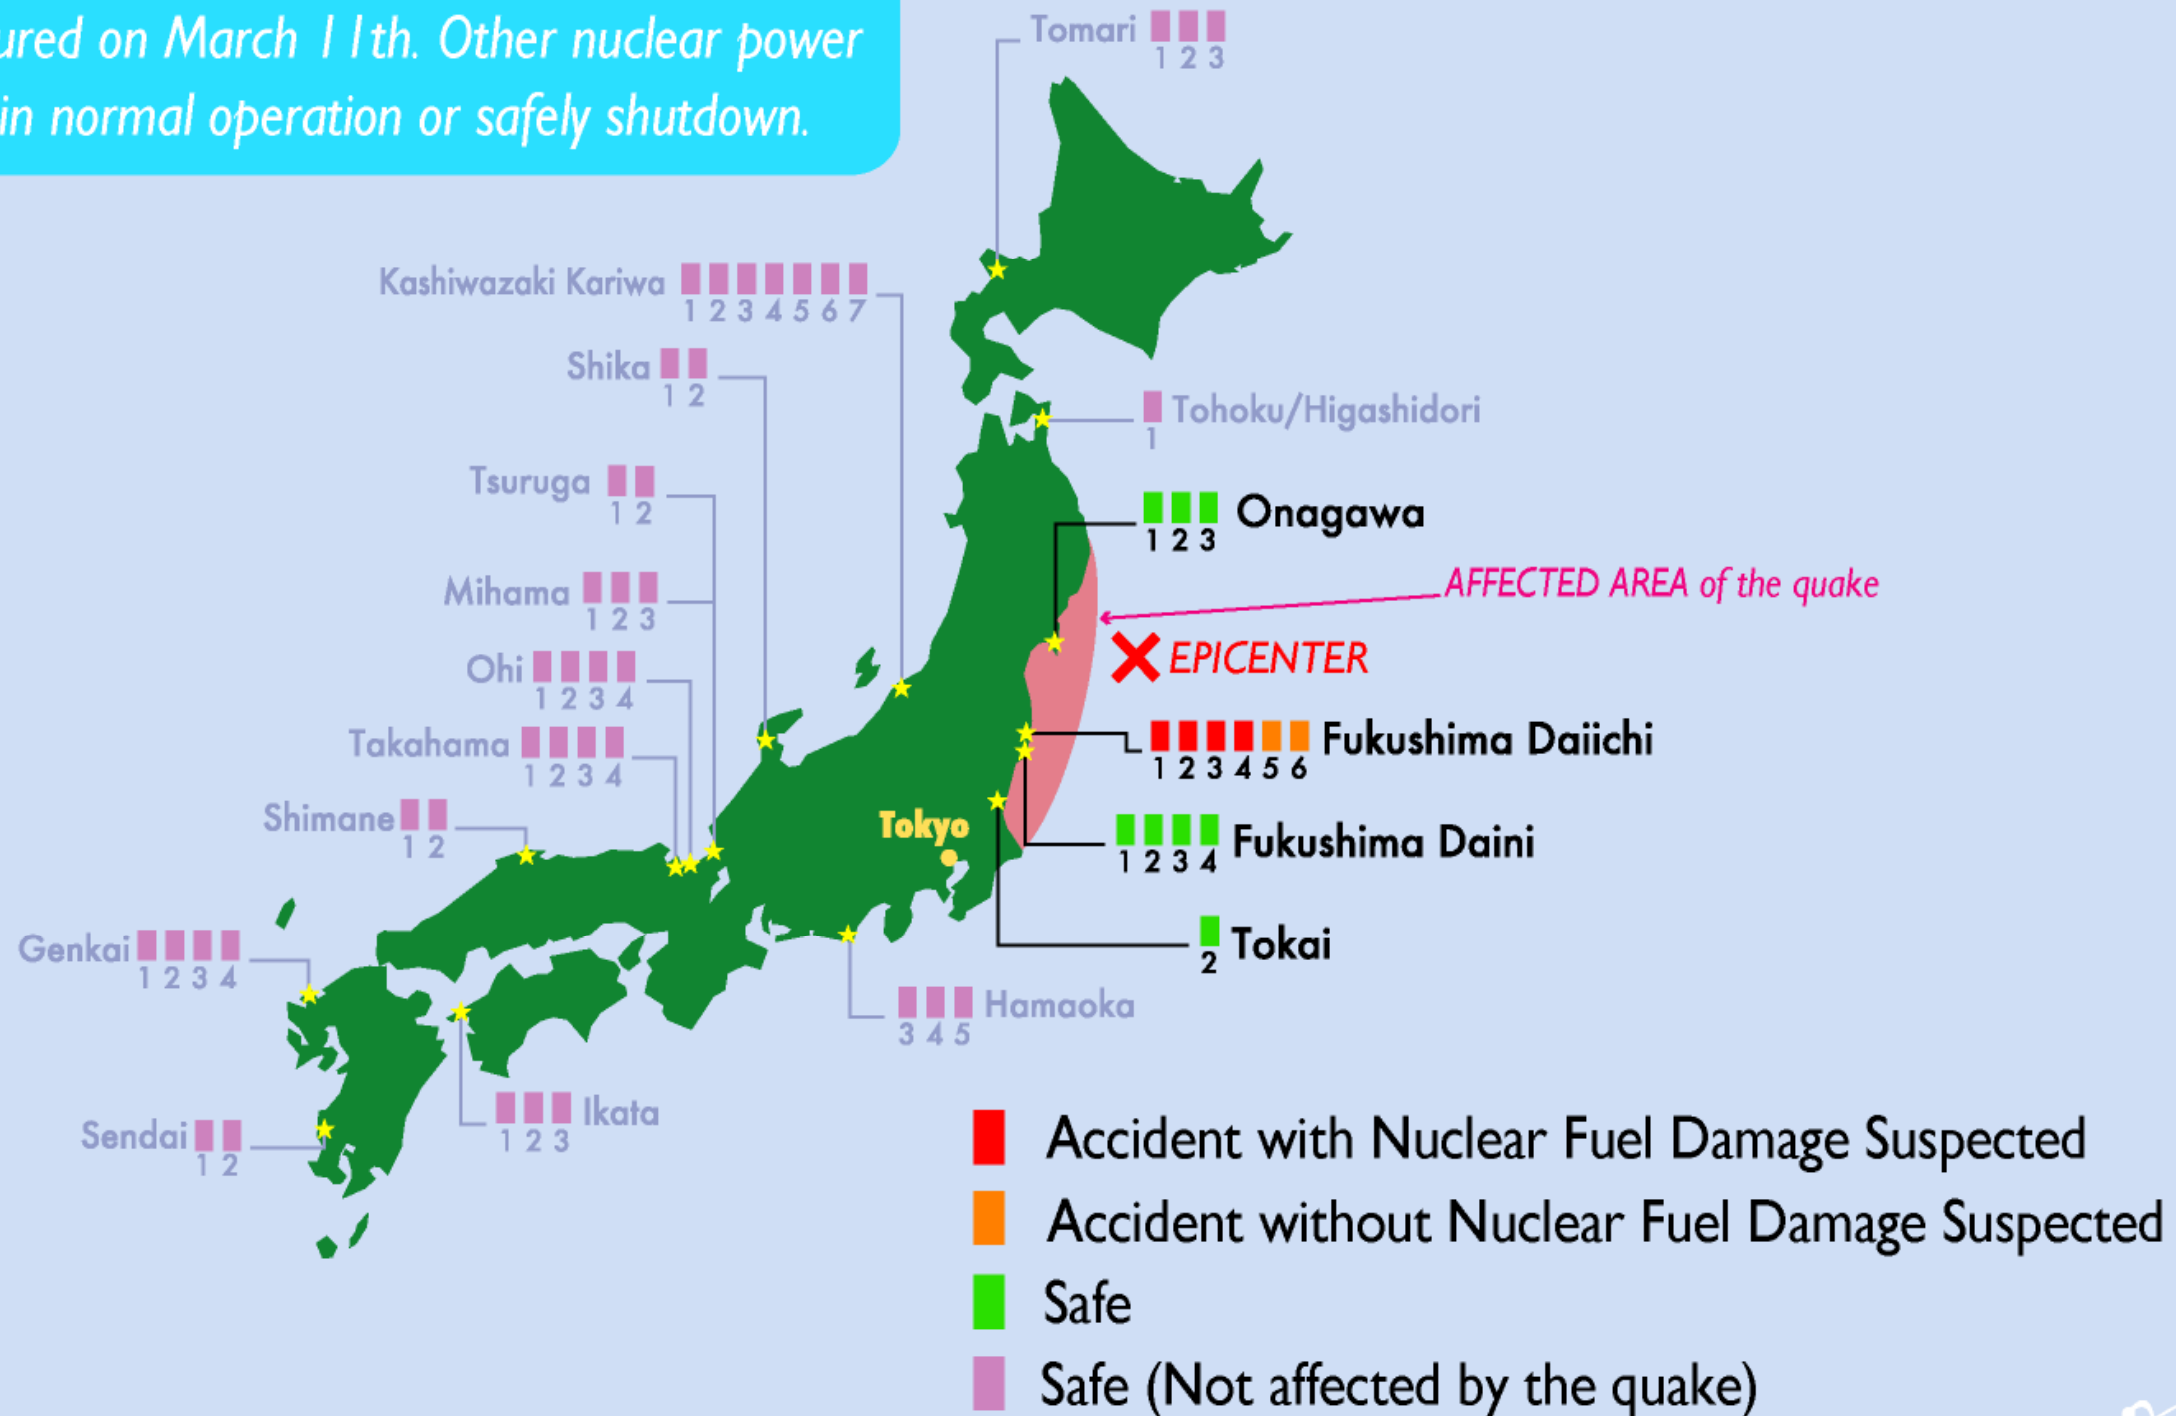 ured on March 11th. Other nuclear power
in normal operation or safely shutdown.
Tomari
1 2 3
Kashiwazaki Kariwa
1 2 3 4 5 6 7
Shika
1 2
Tohoku/Higashidori
1
Tsuruga
1 2
Onagawa
1 2 3
Mihama
1 2 3
AFFECTED AREA of the quake
EPICENTER
Ohi
1 2 3 4
Takahama
1 2 3 4
Fukushima Daiichi
1 2 3 4 5 6
Shimane
1 2
Tokyo
Fukushima Daini
1 2 3 4
Genkai
1 2 3 4
Tokai
2
Hamaoka
3 4 5
Ikata
1 2 3
Sendai
1 2
Accident with Nuclear Fuel Damage Suspected
Accident without Nuclear Fuel Damage Suspected
Safe
Safe (Not affected by the quake)